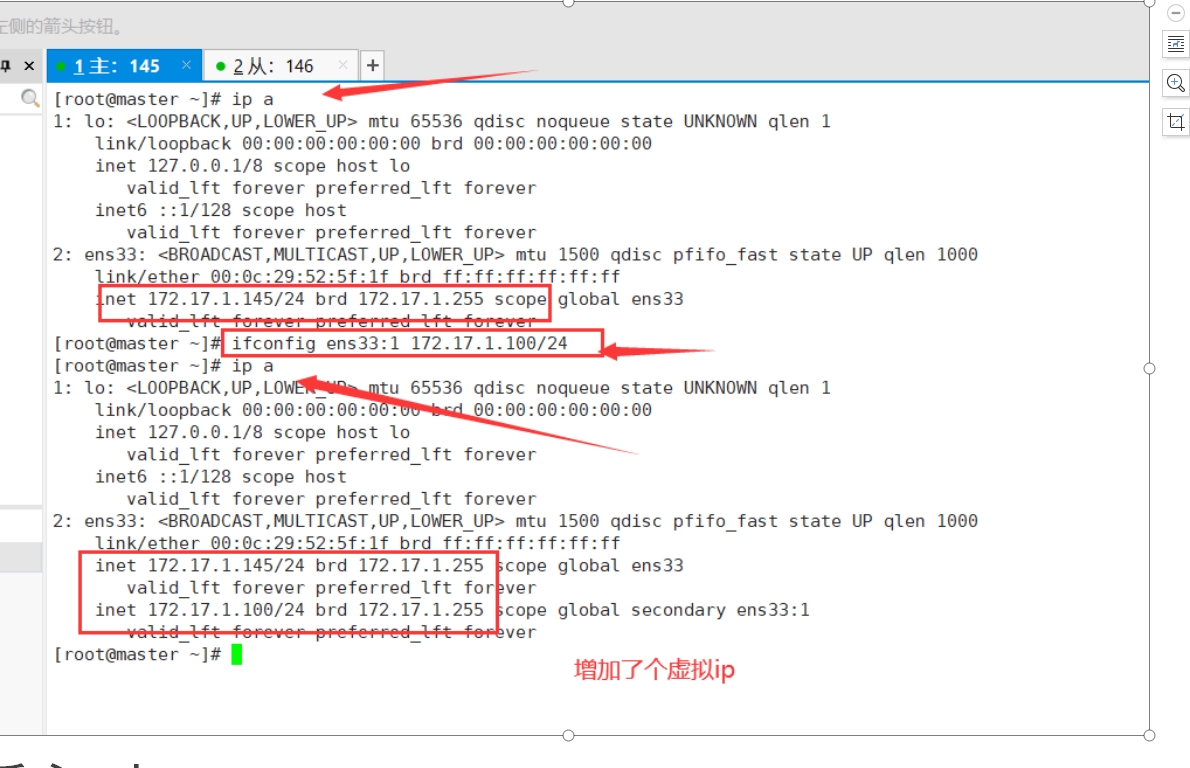 左侧的箭头按钮。
1 主：145 × 2 从：146 × +
[root@master ~]# ip a
1: lo: <LOOPBACK,UP,LOWER_UP> mtu 65536 qdisc noqueue state UNKNOWN qlen 1
link/loopback 00:00:00:00:00:00 brd 00:00:00:00:00:00
inet 127.0.0.1/8 scope host lo
valid_lft forever preferred_lft forever
inet6 ::1/128 scope host
valid_lft forever preferred_lft forever
2: ens33: <BROADCAST,MULTICAST,UP,LOWER_UP> mtu 1500 qdisc pfifo_fast state UP qlen 1000
link/ether 00:0c:29:52:5f:1f brd ff:ff:ff:ff:ff:ff
inet 172.17.1.145/24 brd 172.17.1.255 scope global ens33
valid_lft forever preferred_lft forever
[root@master ~]# ifconfig ens33:1 172.17.1.100/24
[root@master ~]# ip a
1: lo: <LOOPBACK,UP,LOWER_UP> mtu 65536 qdisc noqueue state UNKNOWN qlen 1
link/loopback 00:00:00:00:00:00 brd 00:00:00:00:00:00
inet 127.0.0.1/8 scope host lo
valid_lft forever preferred_lft forever
inet6 ::1/128 scope host
valid_lft forever preferred_lft forever
2: ens33: <BROADCAST,MULTICAST,UP,LOWER_UP> mtu 1500 qdisc pfifo_fast state UP qlen 1000
link/ether 00:0c:29:52:5f:1f brd ff:ff:ff:ff:ff:ff
inet 172.17.1.145/24 brd 172.17.1.255 scope global ens33
valid_lft forever preferred_lft forever
inet 172.17.1.100/24 brd 172.17.1.255 scope global secondary ens33:1
valid_lft forever preferred_lft forever
[root@master ~]#
增加了个虚拟ip